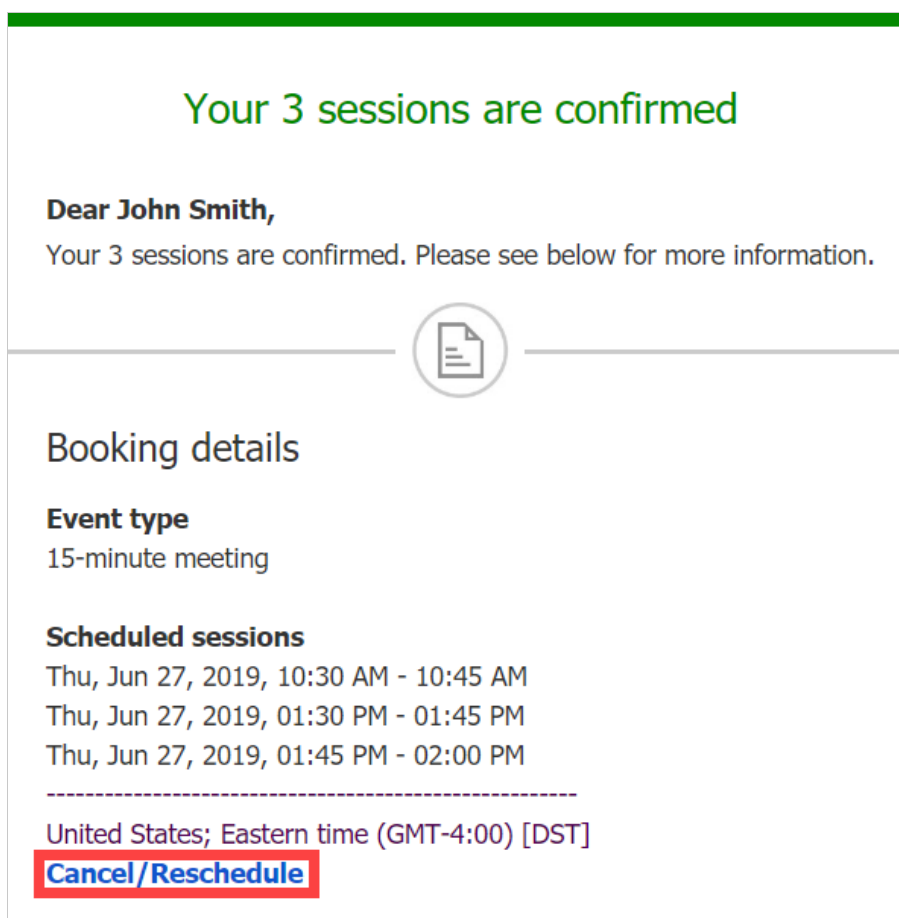 Your 3 sessions are confirmed
Dear John Smith,
Your 3 sessions are confirmed. Please see below for more information.
Booking details
Event type
15-minute meeting
Scheduled sessions
Thu, Jun 27, 2019, 10:30 AM - 10:45 AM
Thu, Jun 27, 2019, 01:30 PM - 01:45 PM
Thu, Jun 27, 2019, 01:45 PM - 02:00 PM
-------------------------------------------------------
United States; Eastern time (GMT-4:00) [DST]
Cancel/Reschedule